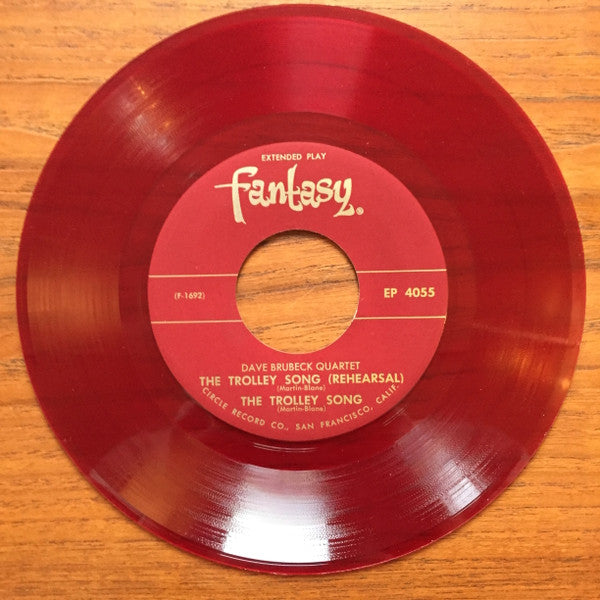 EXTENDED PLAY
fantasy®
(F-1692)
EP 4055
DAVE BRUBECK QUARTET
THE TROLLEY SONG (REHEARSAL)
(Martin-Blane)
THE TROLLEY SONG
(Martin-Blane)
CIRCLE RECORD CO., SAN FRANCISCO, CALIF.